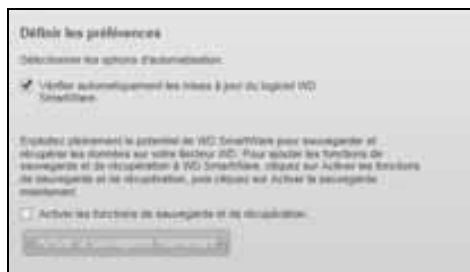 Définir les préférences
Sélectionner les options d'automatisation.
Vérifier automatiquement les mises à jour du logiciel WD
SmartWare.
Exploitez pleinement le potentiel de WD SmartWare pour sauvegarder et
récupérer les données sur votre lecteur WD. Pour ajouter les fonctions de
sauvegarde et de récupération à WD SmartWare, cliquez sur Activer les fonctions
de sauvegarde et de récupération, puis cliquez sur Activer la sauvegarde
maintenant.
Activer les fonctions de sauvegarde et de récupération.